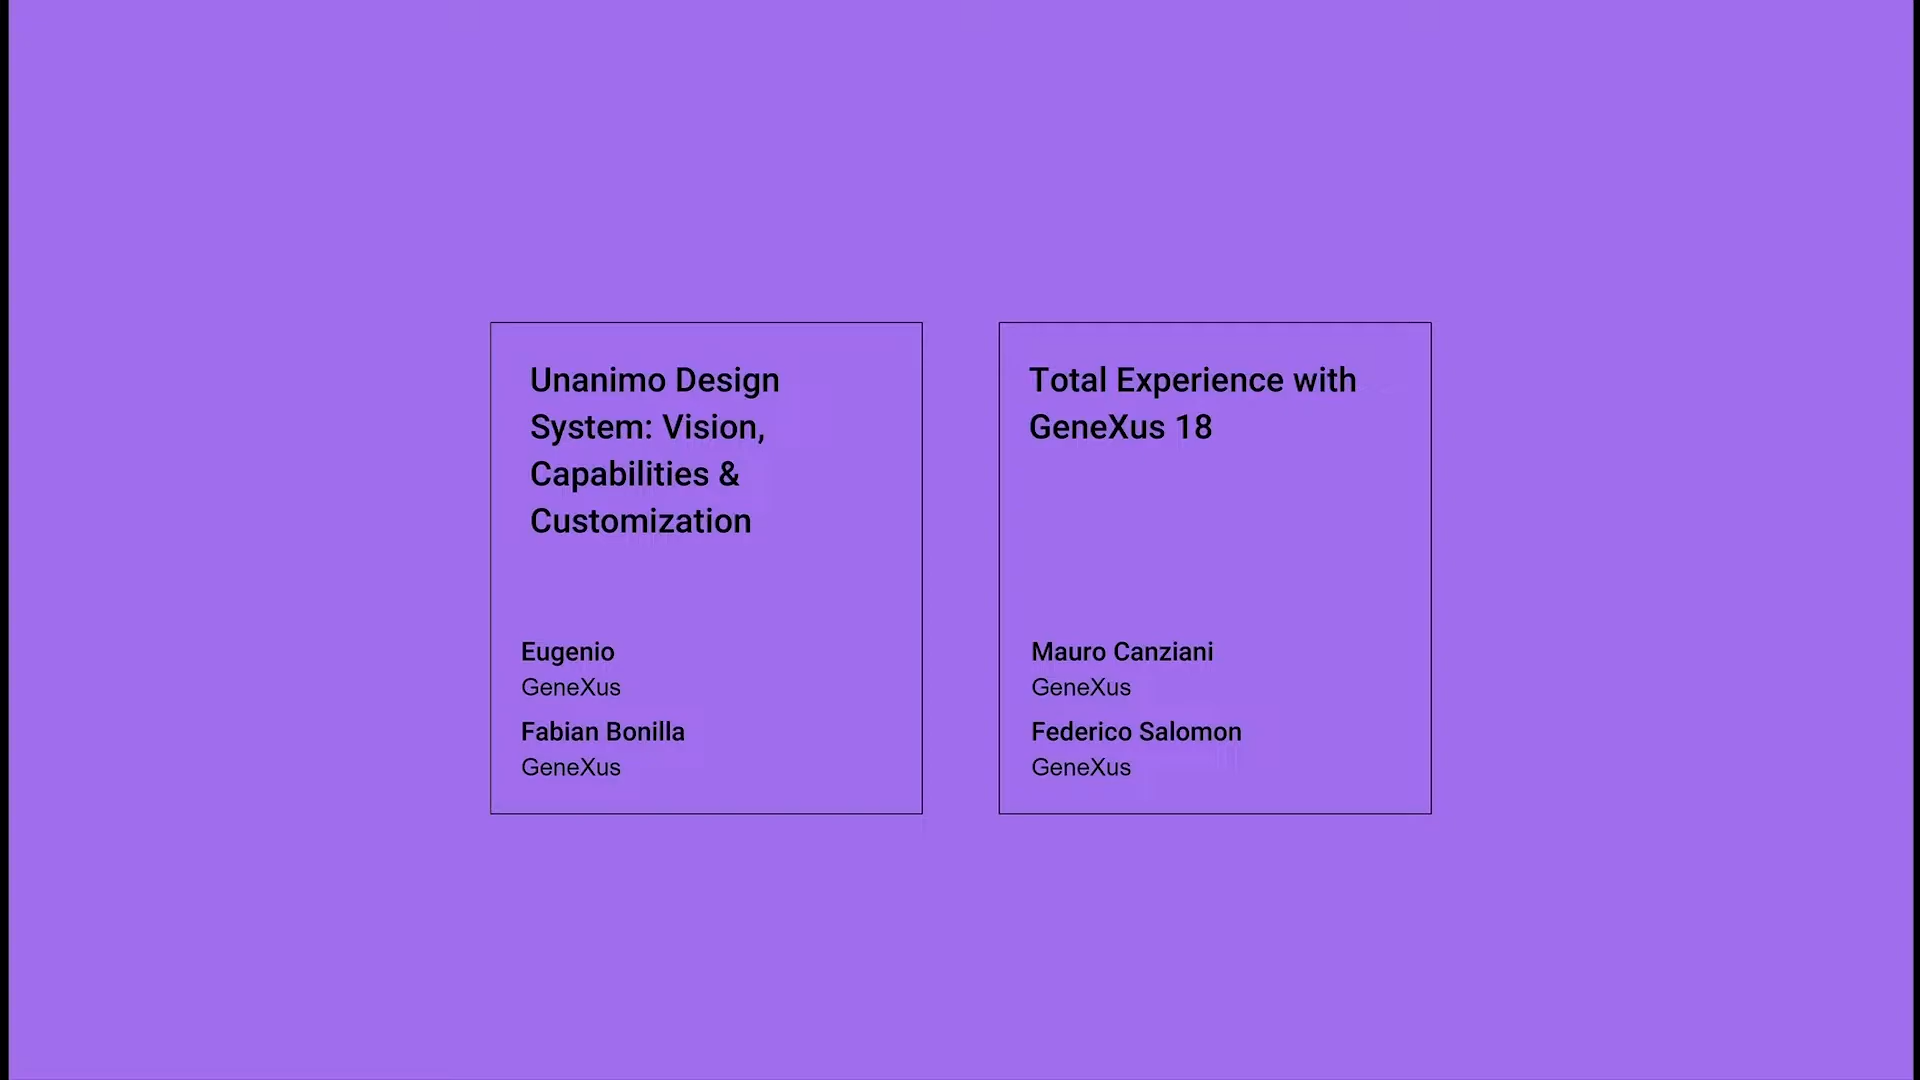 Unanimo Design
System: Vision,
Capabilities &
Customization
Eugenio
GeneXus
Fabian Bonilla
GeneXus
Total Experience with
GeneXus 18
Mauro Canziani
GeneXus
Federico Salomon
GeneXus